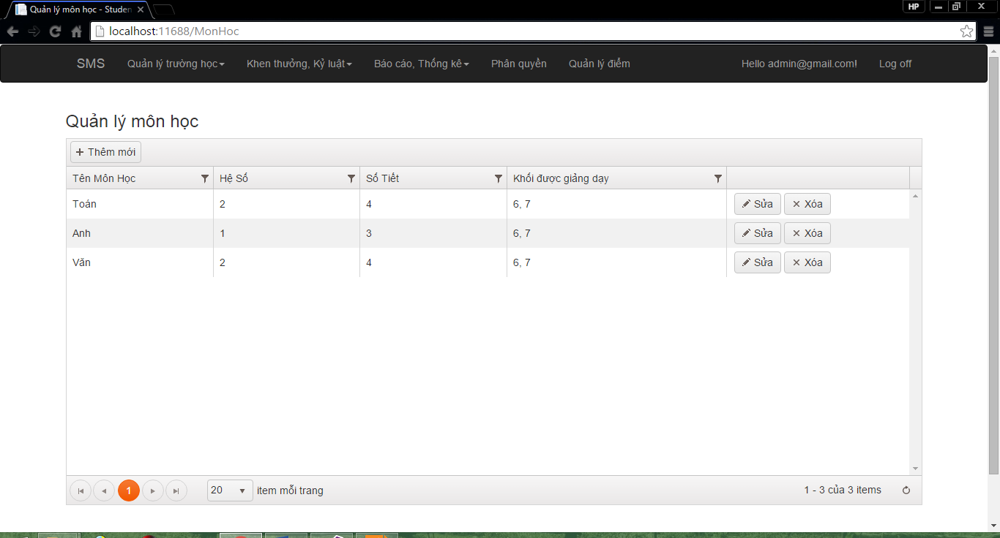 Quản lý môn học - Studen
HP
localhost:11688/MonHoc
SMS Quản lý trường học Khen thưởng, Kỷ luật Báo cáo, Thống kê Phân quyền Quản lý điểm Hello admin@gmail.com! Log off
Quản lý môn học
Thêm mới
Tên Môn Học Hệ Số Số Tiết Khối được giảng dạy
Toán 2 4 6, 7 Sửa Xóa
Anh 1 3 6, 7 Sửa Xóa
Văn 2 4 6, 7 Sửa Xóa
1 20 item mỗi trang 1 - 3 của 3 items